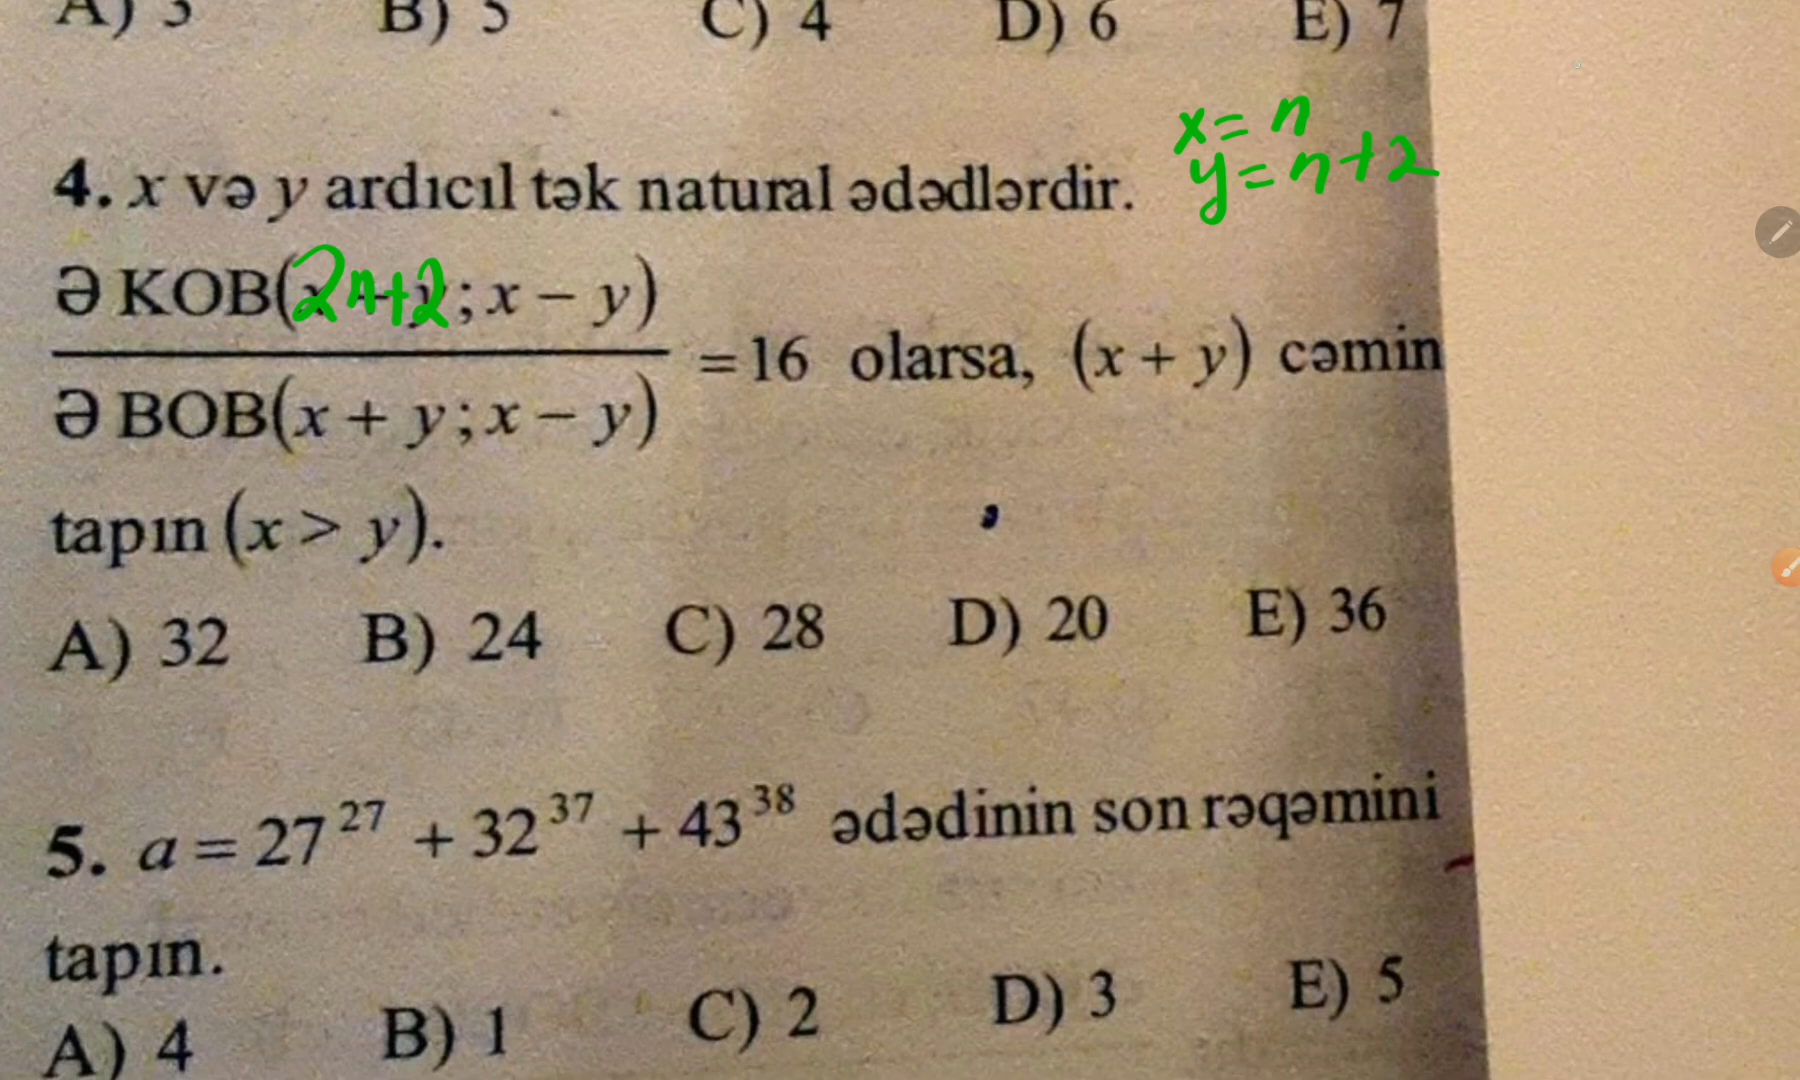 A) 3 B) 5 C) 4 D) 6 E) 7
x = n
y = n+2
4. x və y ardıcıl tək natural ədədlərdir.
Ə KOB(2n+2; x − y)
= 16 olarsa, (x + y) cəmin
Ə BOB(x + y; x − y)
tapın (x > y).
A) 32 B) 24 C) 28 D) 20 E) 36
5. a = 27^27 + 32^37 + 43^38 ədədinin son rəqəmini
tapın.
A) 4 B) 1 C) 2 D) 3 E) 5